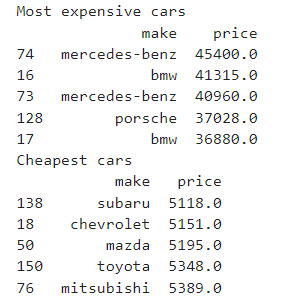 Most expensive cars
make price
74 mercedes-benz 45400.0
16 bmw 41315.0
73 mercedes-benz 40960.0
128 porsche 37028.0
17 bmw 36880.0
Cheapest cars
make price
138 subaru 5118.0
18 chevrolet 5151.0
50 mazda 5195.0
150 toyota 5348.0
76 mitsubishi 5389.0